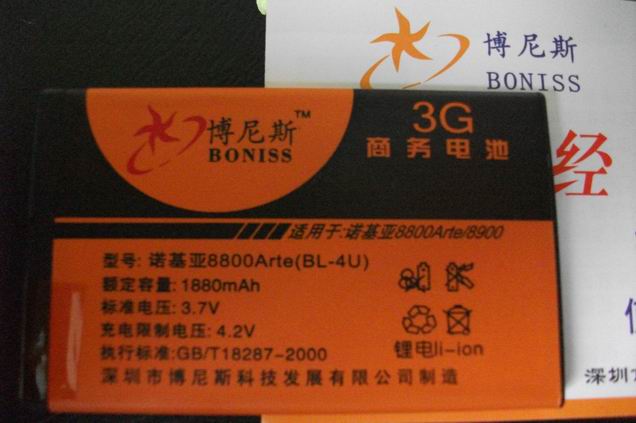 博尼斯
BONISS
经
深圳
博尼斯™
BONISS
3G
商务电池
适用于:诺基亚8800Arte/8900
型号: 诺基亚8800Arte(BL-4U)
额定容量: 1880mAh
标准电压: 3.7V
充电限制电压: 4.2V
执行标准:GB/T18287-2000
深圳市博尼斯科技发展有限公司制造
锂电li-ion